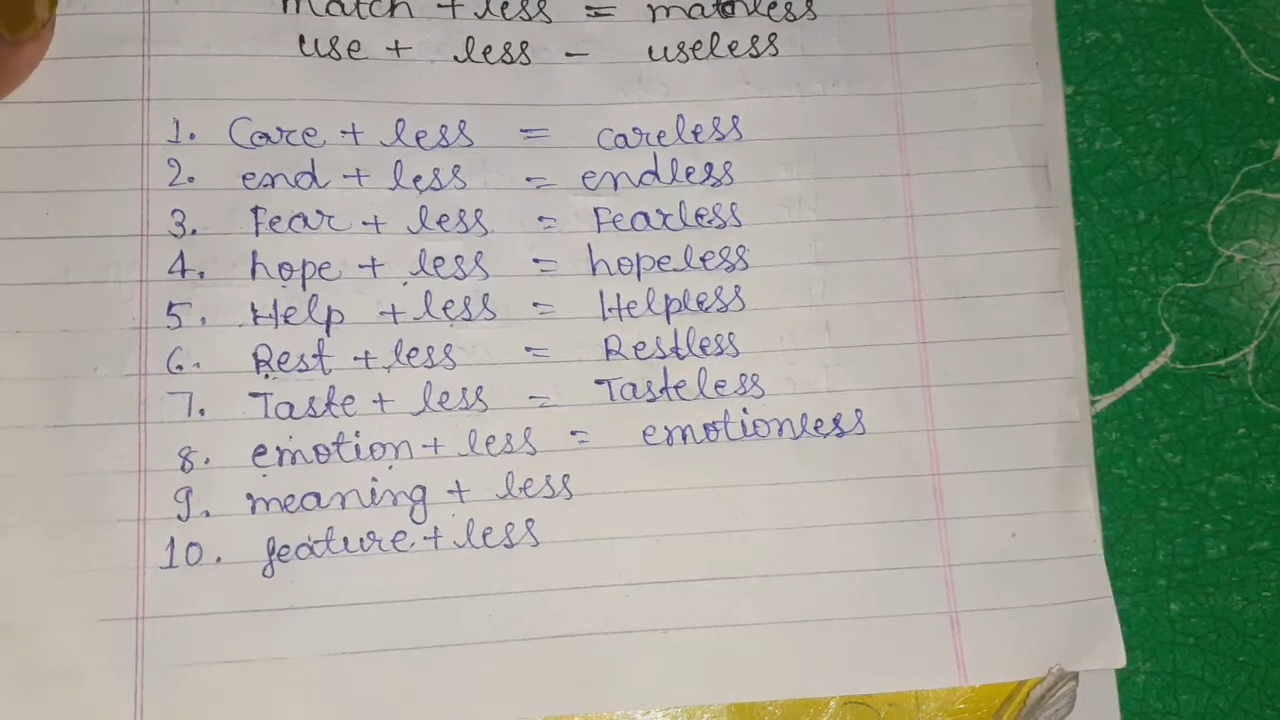 match + less = mathless
use + less - useless
1. Care + less = careless
2. end + less = endless
3. Fear + less = Fearless
4. hope + less = hopeless
5. Help + less = Helpless
6. Rest + less = Restless
7. Taste + less = Tasteless
8. emotion + less = emotionless
9. meaning + less
10. feature + less